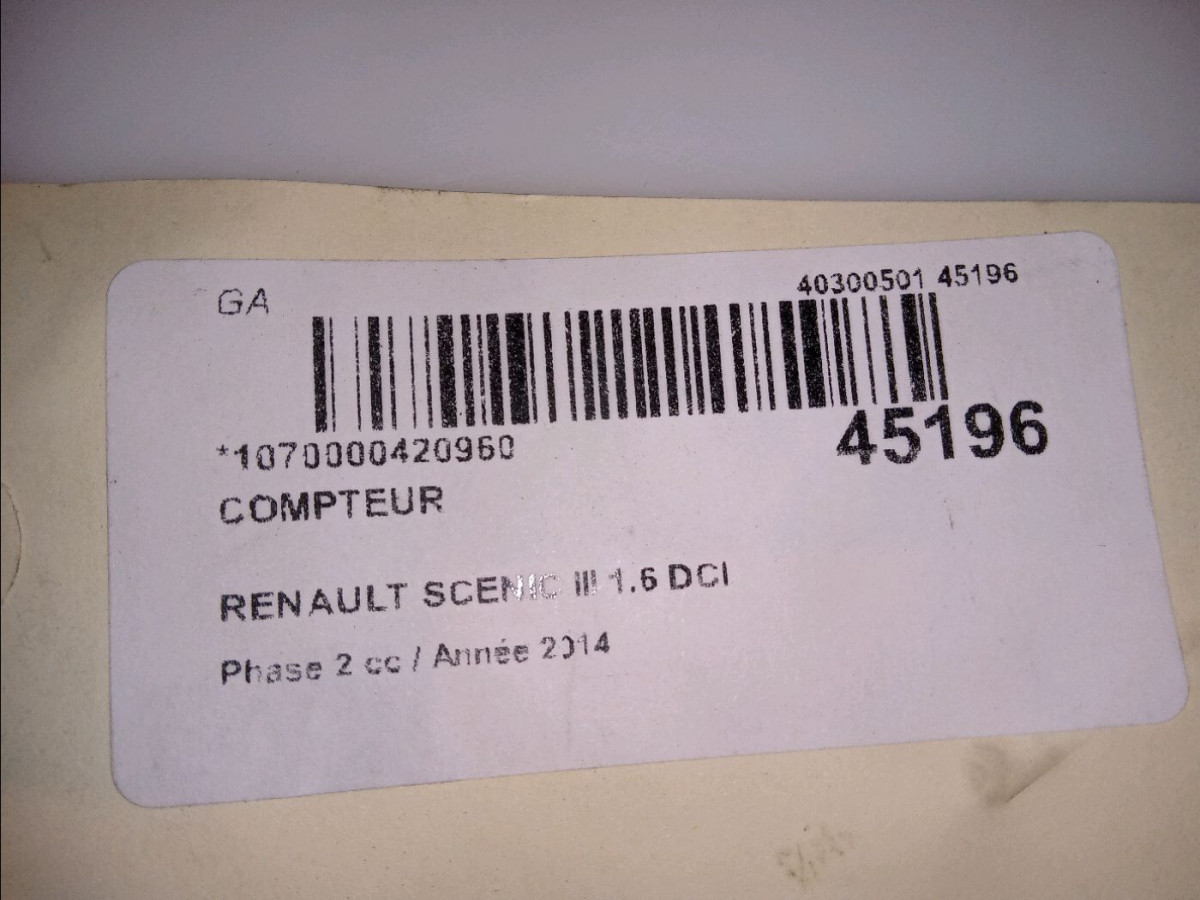 GA
40300501 45196
*1070000420960
45196
COMPTEUR
RENAULT SCENIC III 1.6 DCI
Phase 2 cc / Année 2014